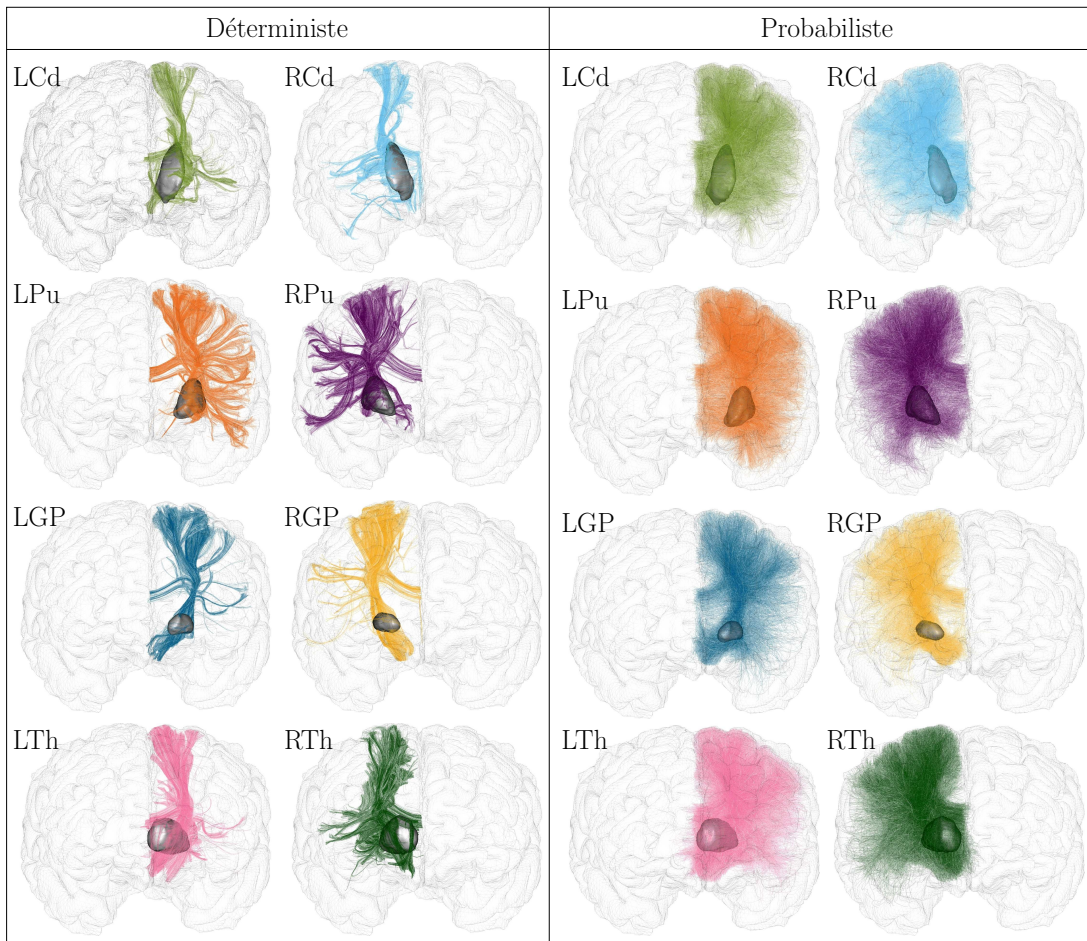 Déterministe
Probabiliste
LCd
RCd
LCd
RCd
LPu
RPu
LPu
RPu
LGP
RGP
LGP
RGP
LTh
RTh
LTh
RTh